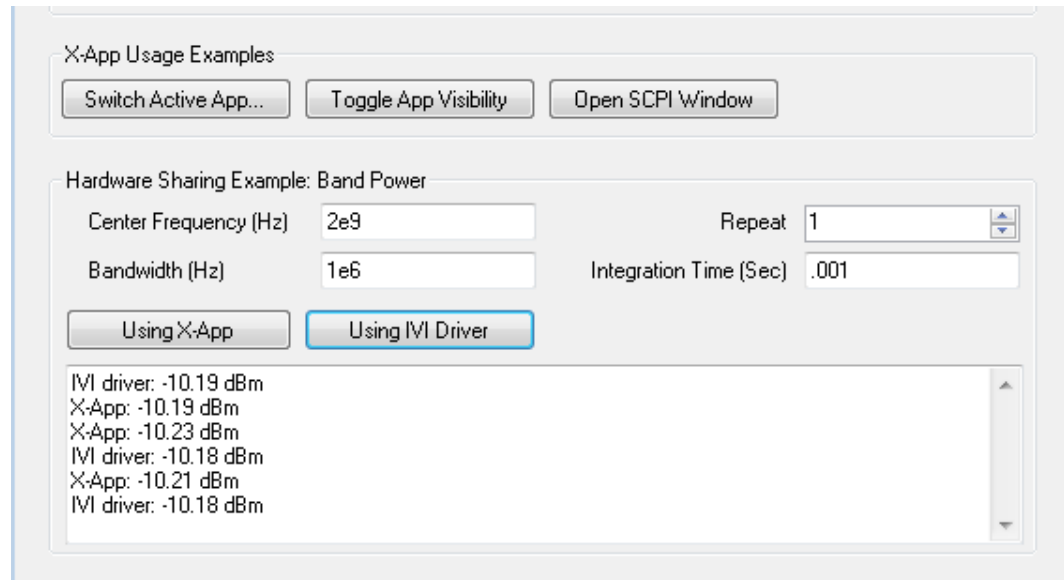 X-App Usage Examples
Switch Active App... Toggle App Visibility Open SCPI Window
Hardware Sharing Example: Band Power
Center Frequency (Hz) 2e9 Repeat 1
Bandwidth (Hz) 1e6 Integration Time (Sec) .001
Using X-App Using IVI Driver
IVI driver: -10.19 dBm
X-App: -10.19 dBm
X-App: -10.23 dBm
IVI driver: -10.18 dBm
X-App: -10.21 dBm
IVI driver: -10.18 dBm